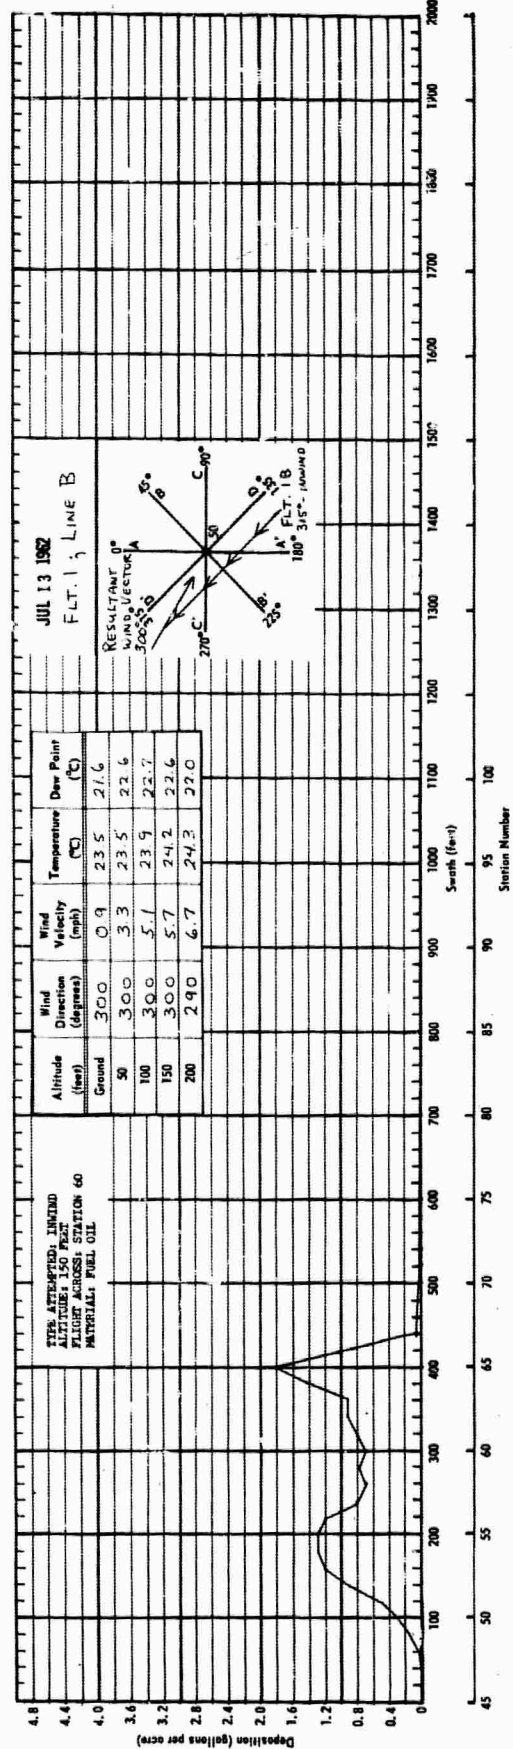 Deposition (gallons per acre)
4.8
4.4
4.0
3.6
3.2
2.8
2.4
2.0
1.6
1.2
0.8
0.4
0
TYPE ATTEMPTED: INWIND
ALTITUDE: 150 FEET
FLIGHT ACROSS: STATION 60
MATERIAL: FUEL OIL
Altitude (feet) Wind Direction (degrees) Wind Velocity (mph) Temperature (°C) Dew Point (°C)
Ground 300 0.9 23.5 21.6
50 300 3.3 23.5 22.6
100 300 5.1 23.9 22.7
150 300 5.7 24.2 22.6
200 290 6.7 24.3 22.0
JUL 13 1962
FLT. 1; LINE B
RESULTANT
WIND VECTOR
300°
0°
A
45°
B
C
90°
D
50
FLT. 1B
315°- INWIND
A'
180°
B'
225°
C'
270°
D
100 200 300 400 500 600 700 800 900 1000 1100 1200 1300 1400 1500 1600 1700 1800 1900 2000
Swath (feet)
45 50 55 60 65 70 75 80 85 90 95 100
Station Number